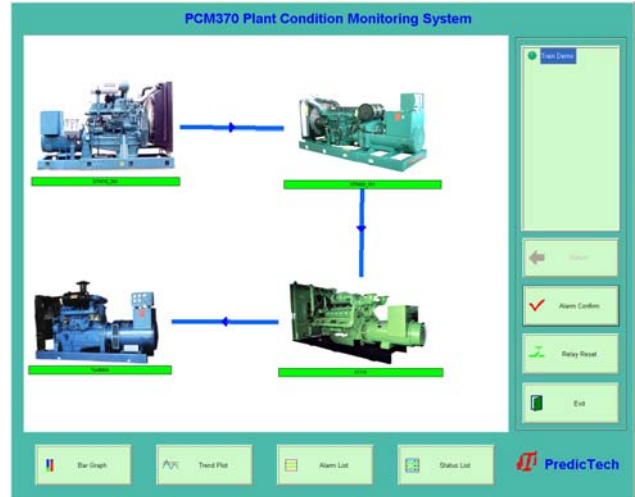 PCM370 Plant Condition Monitoring System
Train Demo
Return
Alarm Confirm
Relay Reset
Exit
Bar Graph
Trend Plot
Alarm List
Status List
PredicTech